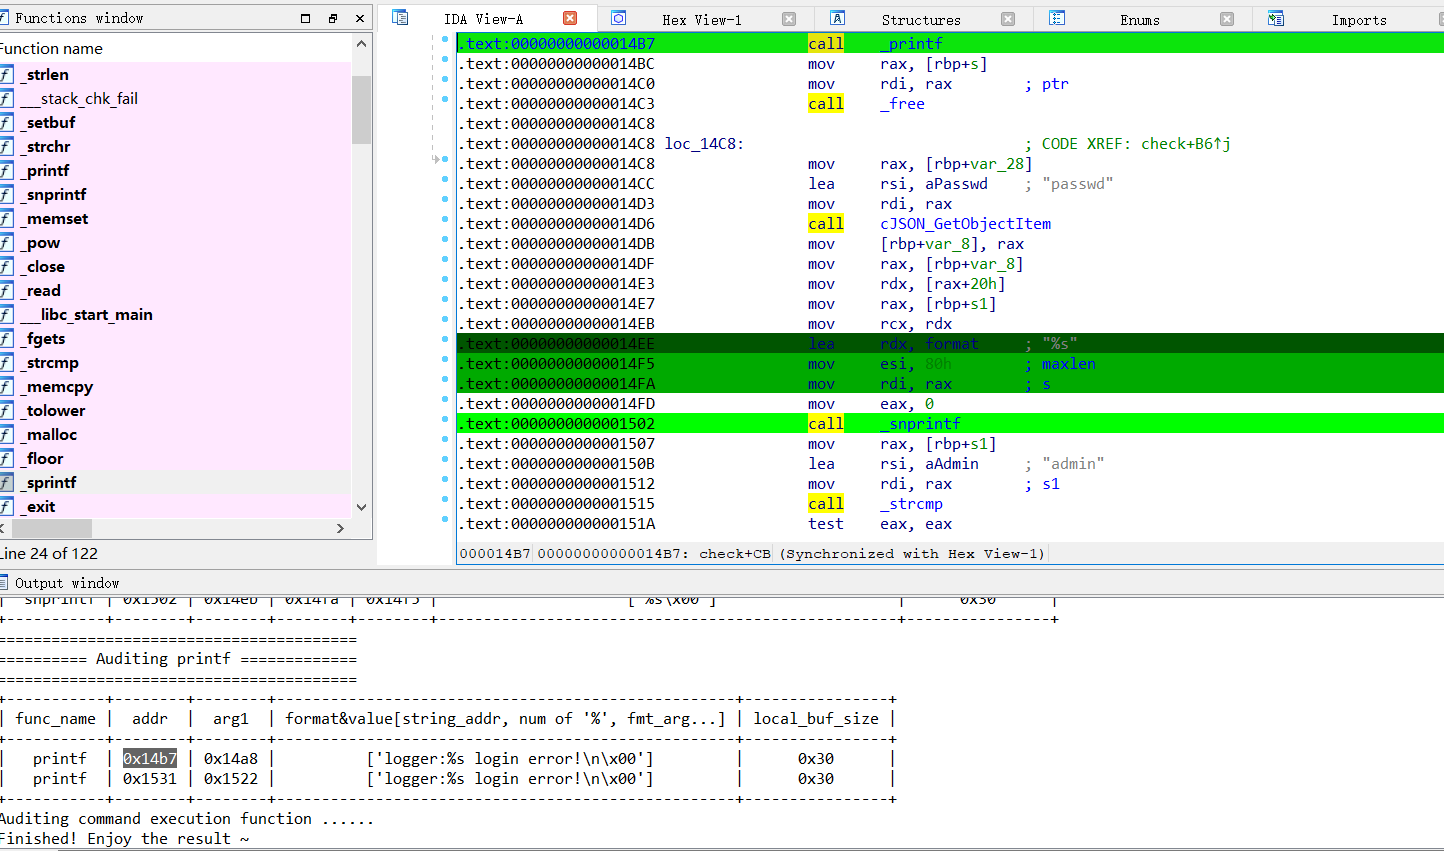 Functions window
Function name
_strlen
___stack_chk_fail
_setbuf
_strchr
_printf
_snprintf
_memset
_pow
_close
_read
___libc_start_main
_fgets
_strcmp
_memcpy
_tolower
_malloc
_floor
_sprintf
_exit
Line 24 of 122
IDA View-A Hex View-1 Structures Enums Imports
.text:00000000000014B7 call _printf
.text:00000000000014BC mov rax, [rbp+s]
.text:00000000000014C0 mov rdi, rax ; ptr
.text:00000000000014C3 call _free
.text:00000000000014C8
.text:00000000000014C8 loc_14C8: ; CODE XREF: check+B6↑j
.text:00000000000014C8 mov rax, [rbp+var_28]
.text:00000000000014CC lea rsi, aPasswd ; "passwd"
.text:00000000000014D3 mov rdi, rax
.text:00000000000014D6 call cJSON_GetObjectItem
.text:00000000000014DB mov [rbp+var_8], rax
.text:00000000000014DF mov rax, [rbp+var_8]
.text:00000000000014E3 mov rdx, [rax+20h]
.text:00000000000014E7 mov rax, [rbp+s1]
.text:00000000000014EB mov rcx, rdx
.text:00000000000014EE lea rdx, format ; "%s"
.text:00000000000014F5 mov esi, 80h ; maxlen
.text:00000000000014FA mov rdi, rax ; s
.text:00000000000014FD mov eax, 0
.text:0000000000001502 call _snprintf
.text:0000000000001507 mov rax, [rbp+s1]
.text:000000000000150B lea rsi, aAdmin ; "admin"
.text:0000000000001512 mov rdi, rax ; s1
.text:0000000000001515 call _strcmp
.text:000000000000151A test eax, eax
000014B7 00000000000014B7: check+CB (Synchronized with Hex View-1)
Output window
| snprintf | 0x1502 | 0x14eb | 0x14fa | 0x14f5 | ['%s\x00'] | 0x30 |
========== Auditing printf =============
| func_name | addr | arg1 | format&value[string_addr, num of '%', fmt_arg...] | local_buf_size |
| printf | 0x14b7 | 0x14a8 | ['logger:%s login error!\n\x00'] | 0x30 |
| printf | 0x1531 | 0x1522 | ['logger:%s login error!\n\x00'] | 0x30 |
Auditing command execution function ......
Finished! Enjoy the result ~